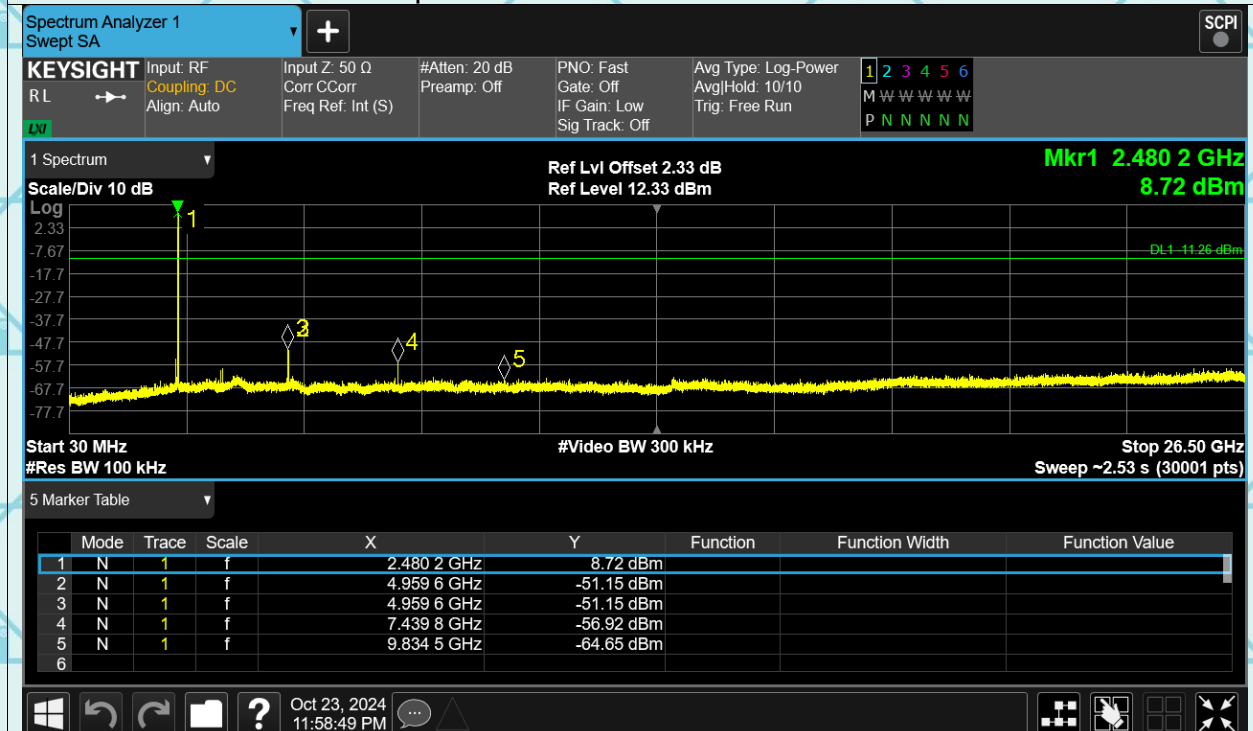 Spectrum Analyzer 1
Swept SA
+
SCPI
KEYSIGHT
RL
LXI
Input: RF
Coupling: DC
Align: Auto
Input Z: 50 Ω
Corr CCorr
Freq Ref: Int (S)
#Atten: 20 dB
Preamp: Off
PNO: Fast
Gate: Off
IF Gain: Low
Sig Track: Off
Avg Type: Log-Power
Avg|Hold: 10/10
Trig: Free Run
1 2 3 4 5 6
M W W W W W
P N N N N N
1 Spectrum
Scale/Div 10 dB
Log
Ref Lvl Offset 2.33 dB
Ref Level 12.33 dBm
Mkr1 2.480 2 GHz
8.72 dBm
2.33
-7.67
-17.7
-27.7
-37.7
-47.7
-57.7
-67.7
-77.7
1
DL1 -11.26 dBm
3
4
5
Start 30 MHz
#Res BW 100 kHz
#Video BW 300 kHz
Stop 26.50 GHz
Sweep ~2.53 s (30001 pts)
5 Marker Table
Mode Trace Scale X Y Function Function Width Function Value
1 N 1 f 2.480 2 GHz 8.72 dBm
2 N 1 f 4.959 6 GHz -51.15 dBm
3 N 1 f 4.959 6 GHz -51.15 dBm
4 N 1 f 7.439 8 GHz -56.92 dBm
5 N 1 f 9.834 5 GHz -64.65 dBm
6
?
Oct 23, 2024
11:58:49 PM